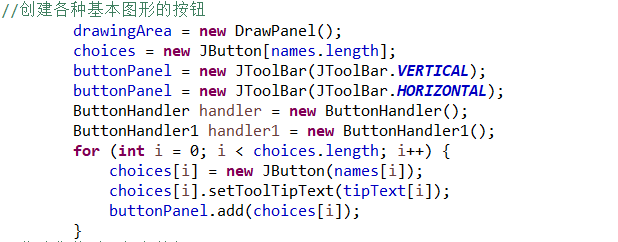 //创建各种基本图形的按钮
drawingArea = new DrawPanel();
choices = new JButton[names.length];
buttonPanel = new JToolBar(JToolBar.VERTICAL);
buttonPanel = new JToolBar(JToolBar.HORIZONTAL);
ButtonHandler handler = new ButtonHandler();
ButtonHandler1 handler1 = new ButtonHandler1();
for (int i = 0; i < choices.length; i++) {
choices[i] = new JButton(names[i]);
choices[i].setToolTipText(tipText[i]);
buttonPanel.add(choices[i]);
}